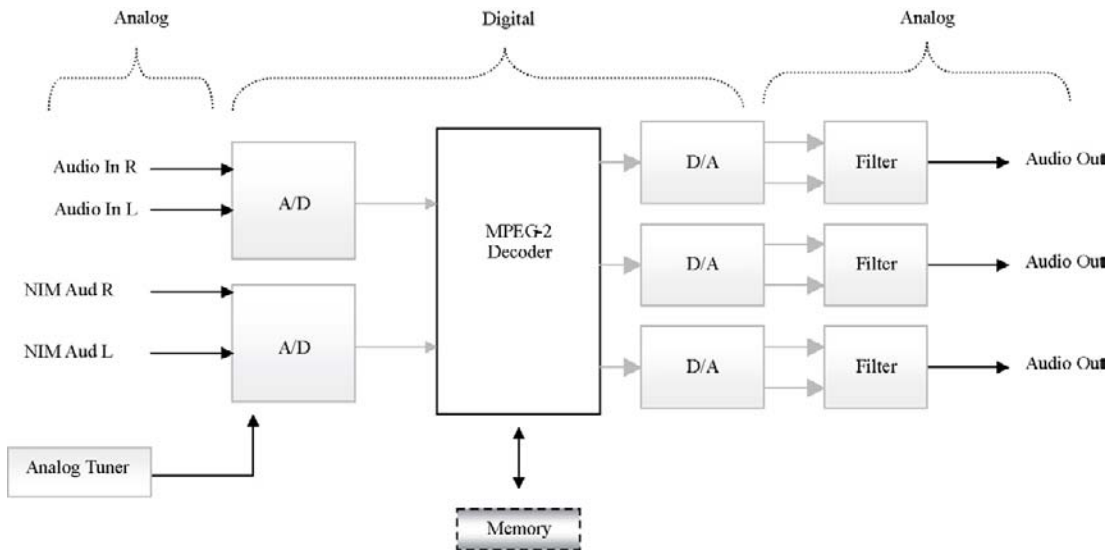 Analog
Digital
Analog
Audio In R
Audio In L
A/D
NIM Aud R
NIM Aud L
A/D
Analog Tuner
MPEG-2
Decoder
Memory
D/A
Filter
Audio Out
D/A
Filter
Audio Out
D/A
Filter
Audio Out